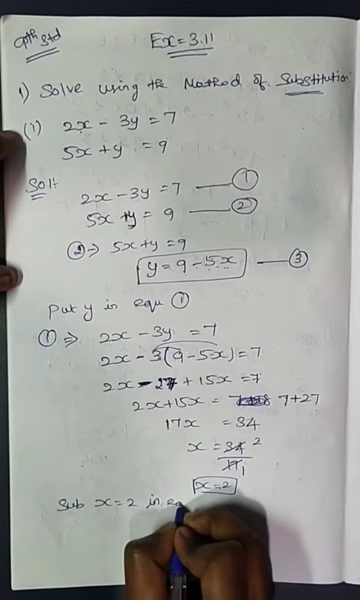 9th Std
Ex = 3.11
1) Solve using the Method of Substitution
(1) 2x - 3y = 7
5x + y = 9
Sol:
2x - 3y = 7 — ①
5x + y = 9 — ②
② ⇒ 5x + y = 9
y = 9 - 5x — ③
Put y in equ ①
① ⇒ 2x - 3y = 7
2x - 3(9 - 5x) = 7
2x - 27 + 15x = 7
2x + 15x = 7 + 27
17x = 34
x = 34 2
17 1
x = 2
Sub x = 2 in e